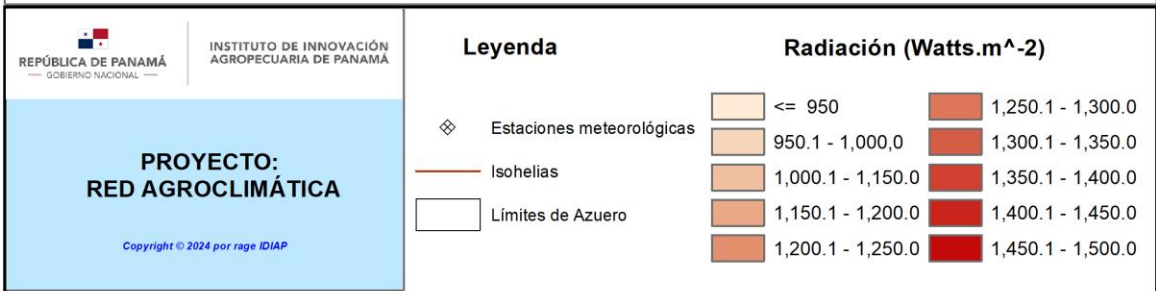 REPÚBLICA DE PANAMÁ
— GOBIERNO NACIONAL —
INSTITUTO DE INNOVACIÓN
AGROPECUARIA DE PANAMÁ
PROYECTO:
RED AGROCLIMÁTICA
Copyright © 2024 por rage IDIAP
Leyenda
Estaciones meteorológicas
Isohelias
Límites de Azuero
Radiación (Watts.m^-2)
<= 950
950.1 - 1,000,0
1,000.1 - 1,150.0
1,150.1 - 1,200.0
1,200.1 - 1,250.0
1,250.1 - 1,300.0
1,300.1 - 1,350.0
1,350.1 - 1,400.0
1,400.1 - 1,450.0
1,450.1 - 1,500.0